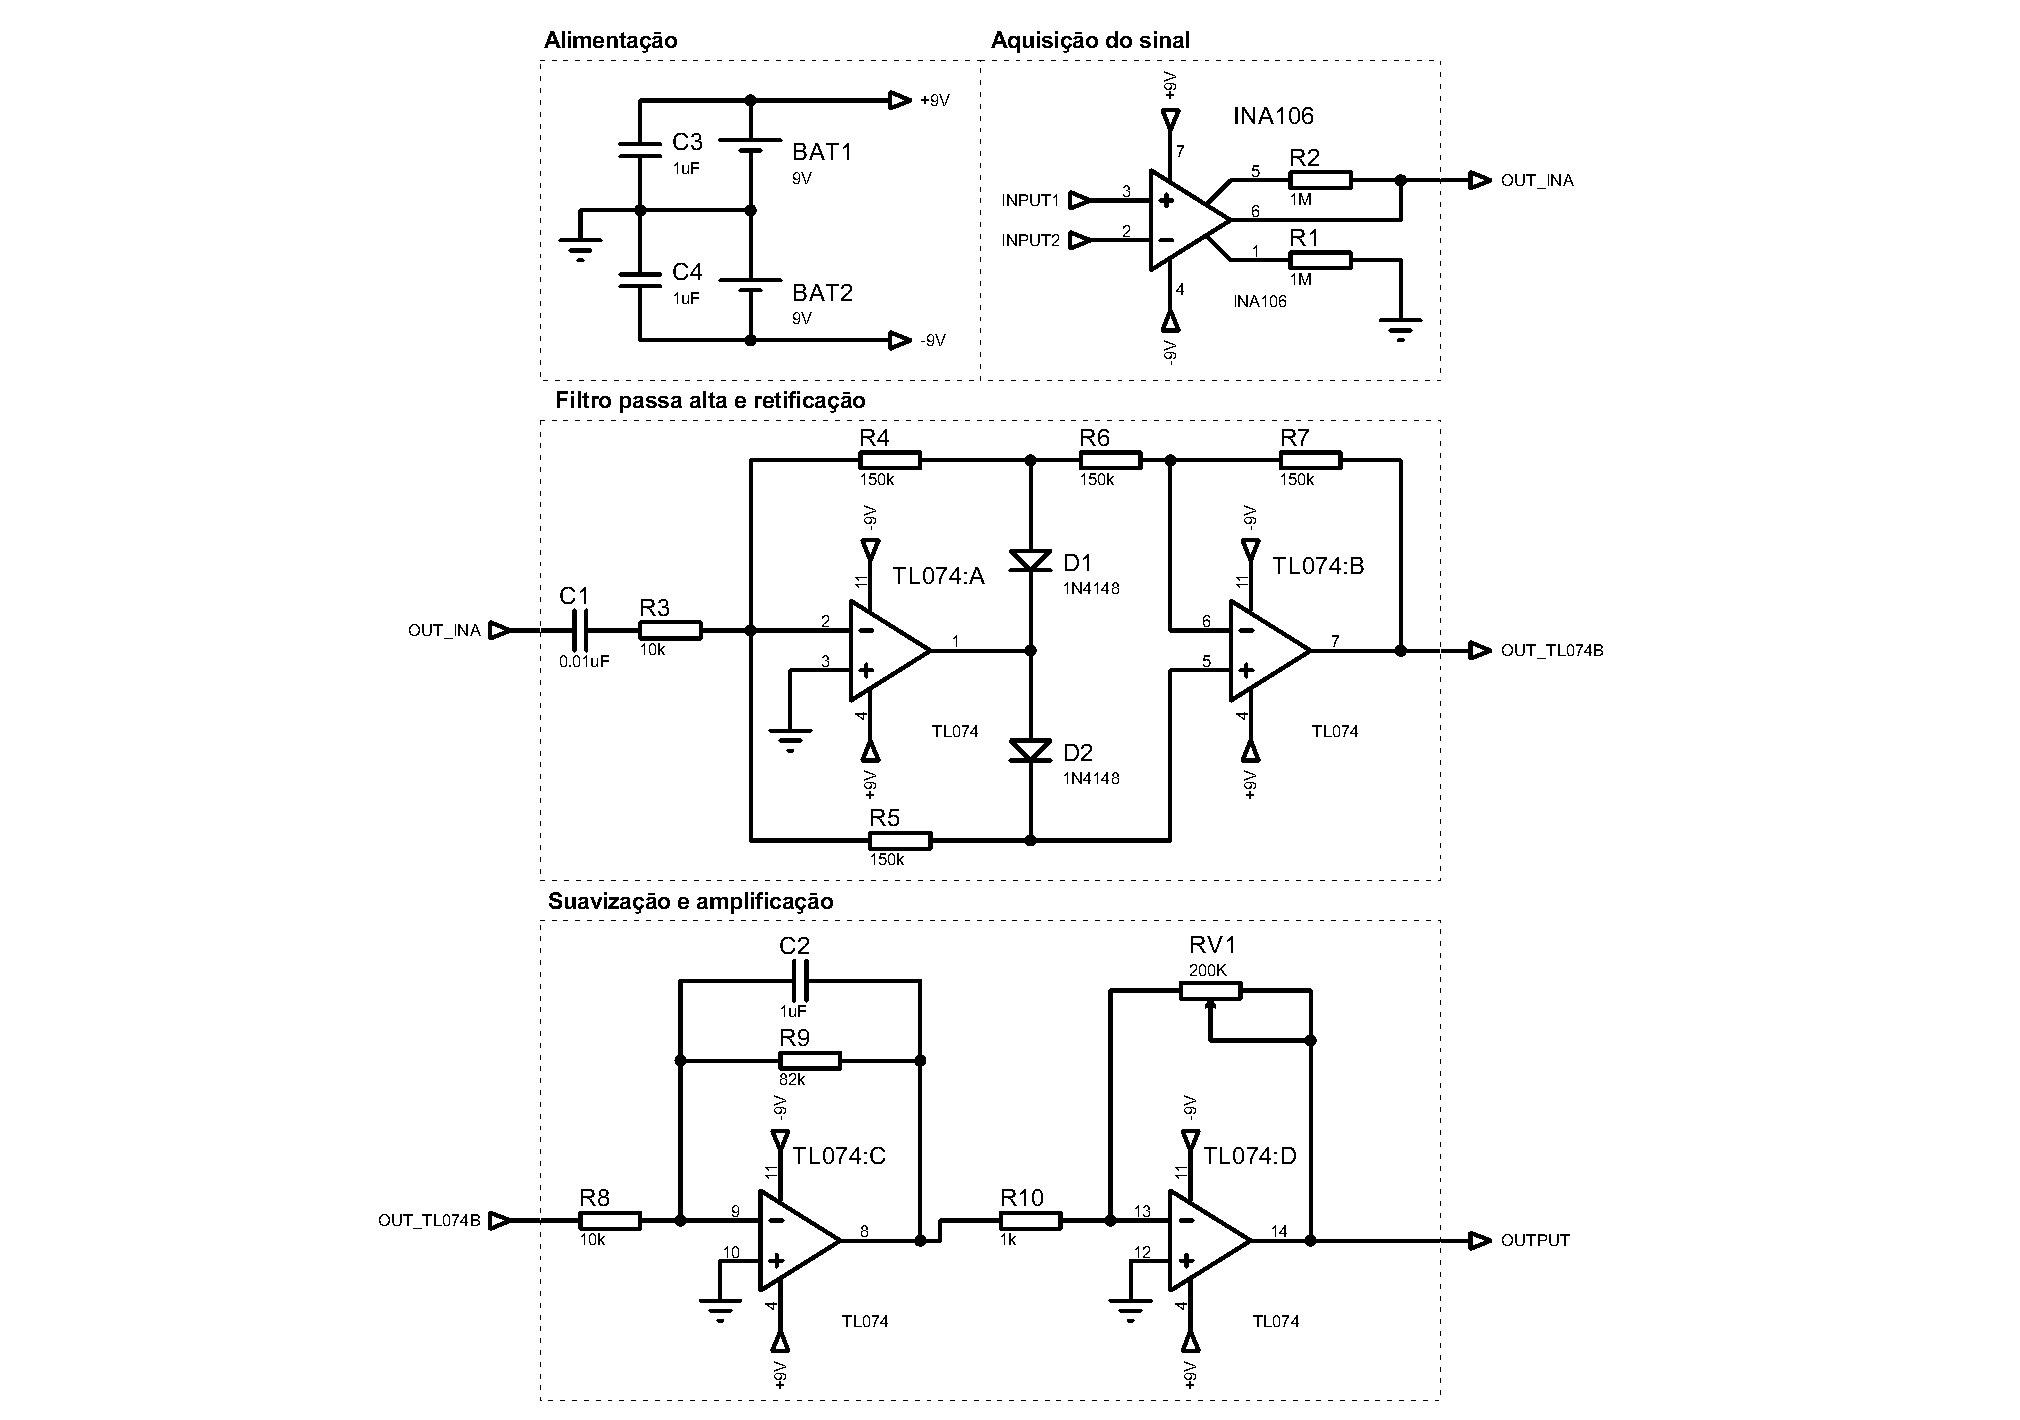 Alimentação
+9V
C3
1uF
BAT1
9V
C4
1uF
BAT2
9V
-9V
Aquisição do sinal
+9V
INA106
7
INPUT1
3
+
5
R2
1M
OUT_INA
6
INPUT2
2
-
1
R1
1M
4
INA106
-9V
Filtro passa alta e retificação
R4
150k
R6
150k
R7
150k
-9V
11
TL074:A
D1
1N4148
-9V
11
TL074:B
OUT_INA
C1
0.01uF
R3
10k
2
-
3
+
1
4
TL074
+9V
D2
1N4148
6
-
5
+
7
OUT_TL074B
4
TL074
+9V
R5
150k
Suavização e amplificação
C2
1uF
R9
82k
-9V
11
TL074:C
RV1
200K
-9V
11
TL074:D
OUT_TL074B
R8
10k
9
-
10
+
8
4
TL074
+9V
R10
1k
13
-
12
+
14
OUTPUT
4
TL074
+9V